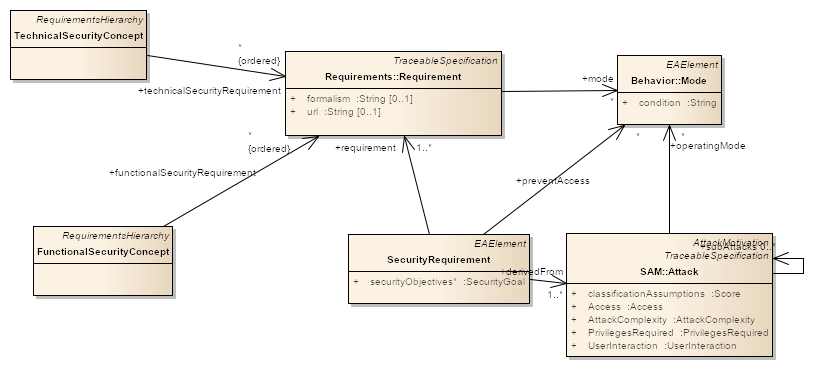 RequirementsHierarchy
TechnicalSecurityConcept
*
{ordered}
+technicalSecurityRequirement
TraceableSpecification
Requirements::Requirement
+ formalism :String [0..1]
+ url :String [0..1]
+mode
*
EAElement
Behavior::Mode
+ condition :String
*
{ordered}
+functionalSecurityRequirement
+requirement 1..*
*
+preventAccess
*
+operatingMode
RequirementsHierarchy
FunctionalSecurityConcept
EAElement
SecurityRequirement
+ securityObjectives* :SecurityGoal
+derivedFrom
1..*
AttackMotivation
+subAttacks 0..*
TraceableSpecification
SAM::Attack
+ classificationAssumptions :Score
+ Access :Access
+ AttackComplexity :AttackComplexity
+ PrivilegesRequired :PrivilegesRequired
+ UserInteraction :UserInteraction